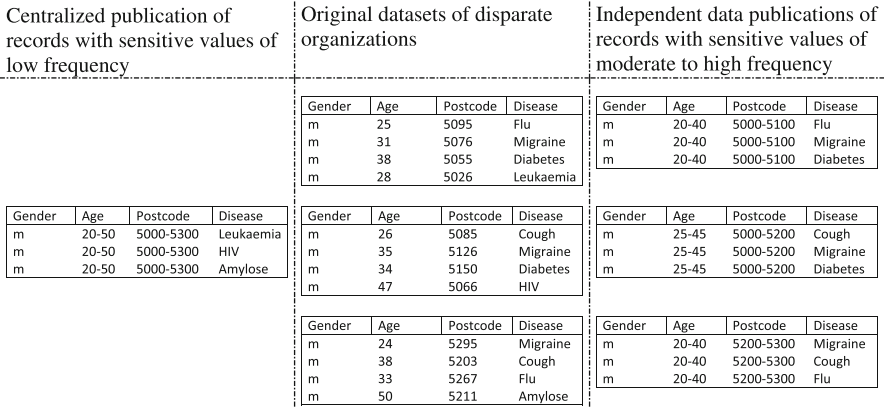 Centralized publication of
records with sensitive values of
low frequency
Original datasets of disparate
organizations
Independent data publications of
records with sensitive values of
moderate to high frequency
Gender Age Postcode Disease
m 20-50 5000-5300 Leukaemia
m 20-50 5000-5300 HIV
m 20-50 5000-5300 Amylose
Gender Age Postcode Disease
m 25 5095 Flu
m 31 5076 Migraine
m 38 5055 Diabetes
m 28 5026 Leukaemia
Gender Age Postcode Disease
m 26 5085 Cough
m 35 5126 Migraine
m 34 5150 Diabetes
m 47 5066 HIV
Gender Age Postcode Disease
m 24 5295 Migraine
m 38 5203 Cough
m 33 5267 Flu
m 50 5211 Amylose
Gender Age Postcode Disease
m 20-40 5000-5100 Flu
m 20-40 5000-5100 Migraine
m 20-40 5000-5100 Diabetes
Gender Age Postcode Disease
m 25-45 5000-5200 Cough
m 25-45 5000-5200 Migraine
m 25-45 5000-5200 Diabetes
Gender Age Postcode Disease
m 20-40 5200-5300 Migraine
m 20-40 5200-5300 Cough
m 20-40 5200-5300 Flu